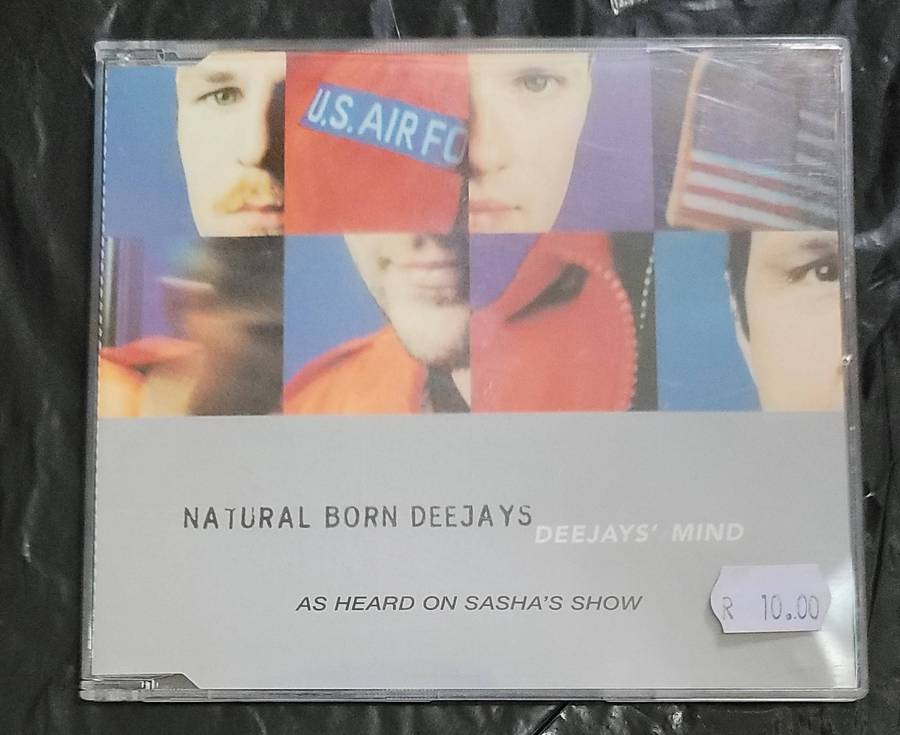 U.S. AIR FO
NATURAL BORN DEEJAYS
DEEJAYS' MIND
AS HEARD ON SASHA'S SHOW
R 10.00